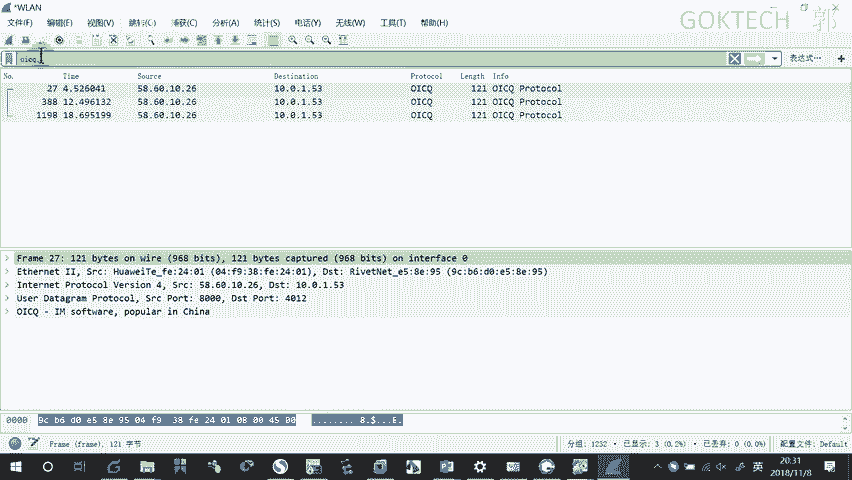 *WLAN
GOKTECH 郭
文件(F) 编辑(E) 视图(V) 跳转(G) 捕获(C) 分析(A) 统计(S) 电话(Y) 无线(W) 工具(T) 帮助(H)
oicq 表达式…
No. Time Source Destination Protocol Length Info
27 4.526041 58.60.10.26 10.0.1.53 OICQ 121 OICQ Protocol
388 12.496132 58.60.10.26 10.0.1.53 OICQ 121 OICQ Protocol
1198 18.695199 58.60.10.26 10.0.1.53 OICQ 121 OICQ Protocol
Frame 27: 121 bytes on wire (968 bits), 121 bytes captured (968 bits) on interface 0
Ethernet II, Src: HuaweiTe_fe:24:01 (04:f9:38:fe:24:01), Dst: RivetNet_e5:8e:95 (9c:b6:d0:e5:8e:95)
Internet Protocol Version 4, Src: 58.60.10.26, Dst: 10.0.1.53
User Datagram Protocol, Src Port: 8000, Dst Port: 4012
OICQ - IM software, popular in China
0000 9c b6 d0 e5 8e 95 04 f9 38 fe 24 01 08 00 45 00 ........ 8.$...E.
Frame (frame), 121 字节 分组: 1232 · 已显示: 3 (0.2%) · 已丢弃: 0 (0.0%) 配置文件: Default
英 20:31
2018/11/8